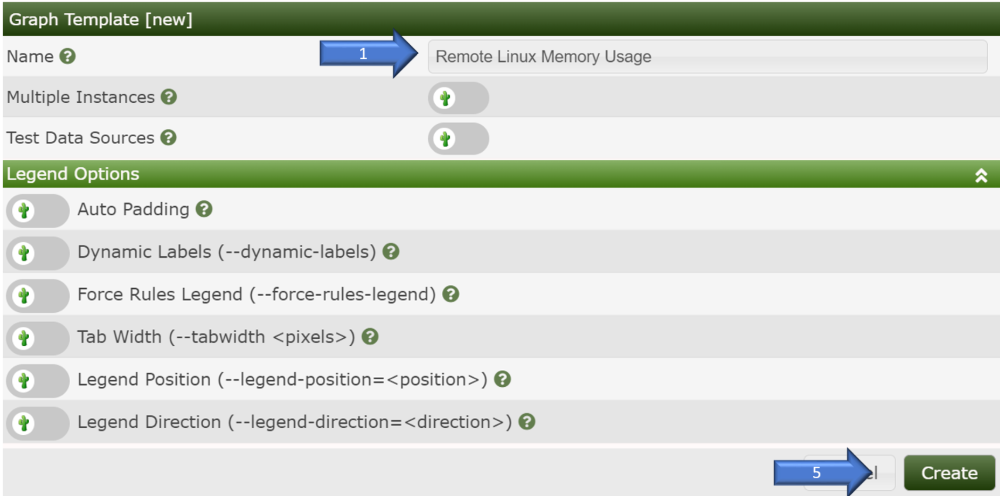 Graph Template [new]
Name ? 1 Remote Linux Memory Usage
Multiple Instances ?
Test Data Sources ?
Legend Options
Auto Padding ?
Dynamic Labels (--dynamic-labels) ?
Force Rules Legend (--force-rules-legend) ?
Tab Width (--tabwidth <pixels>) ?
Legend Position (--legend-position=<position>) ?
Legend Direction (--legend-direction=<direction>) ?
5 Create